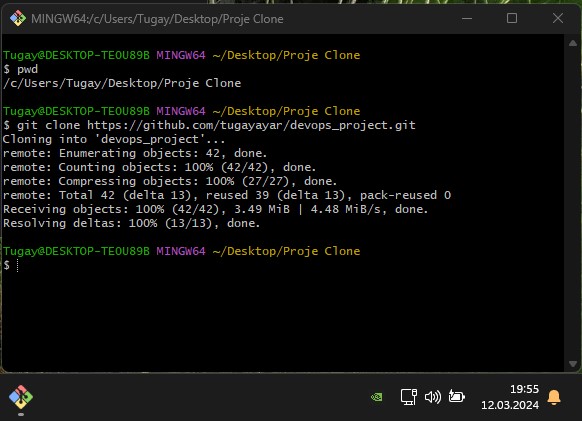 MINGW64:/c/Users/Tugay/Desktop/Proje Clone
Tugay@DESKTOP-TEOU89B MINGW64 ~/Desktop/Proje Clone
$ pwd
/c/Users/Tugay/Desktop/Proje Clone
Tugay@DESKTOP-TEOU89B MINGW64 ~/Desktop/Proje Clone
$ git clone https://github.com/tugayayar/devops_project.git
Cloning into 'devops_project'...
remote: Enumerating objects: 42, done.
remote: Counting objects: 100% (42/42), done.
remote: Compressing objects: 100% (27/27), done.
remote: Total 42 (delta 13), reused 39 (delta 13), pack-reused 0
Receiving objects: 100% (42/42), 3.49 MiB | 4.48 MiB/s, done.
Resolving deltas: 100% (13/13), done.
Tugay@DESKTOP-TEOU89B MINGW64 ~/Desktop/Proje Clone
$
19:55
12.03.2024